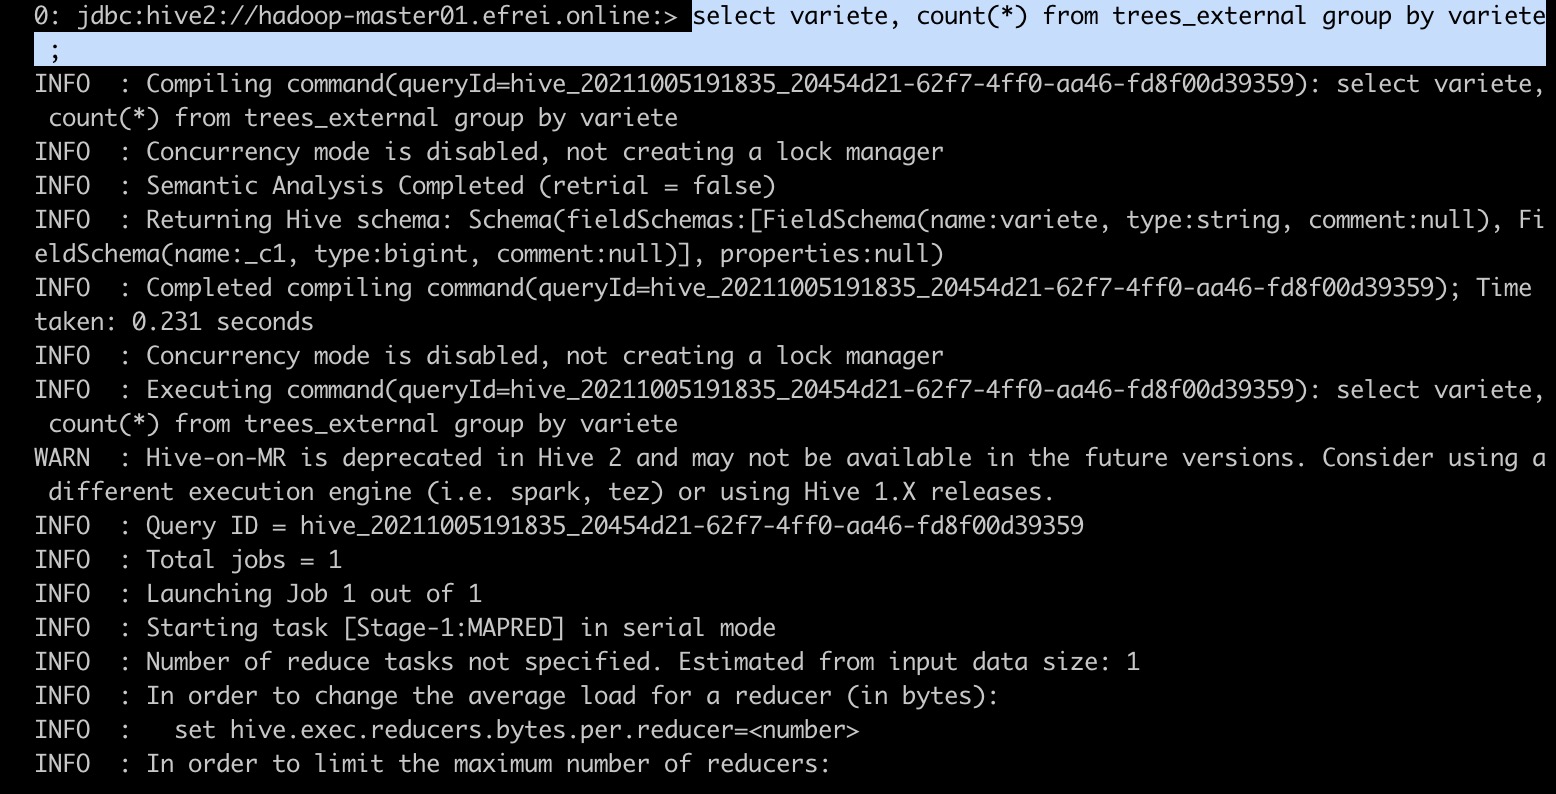 0: jdbc:hive2://hadoop-master01.efrei.online:> select variete, count(*) from trees_external group by variete
 ;
INFO  : Compiling command(queryId=hive_20211005191835_20454d21-62f7-4ff0-aa46-fd8f00d39359): select variete,
 count(*) from trees_external group by variete
INFO  : Concurrency mode is disabled, not creating a lock manager
INFO  : Semantic Analysis Completed (retrial = false)
INFO  : Returning Hive schema: Schema(fieldSchemas:[FieldSchema(name:variete, type:string, comment:null), Fi
eldSchema(name:_c1, type:bigint, comment:null)], properties:null)
INFO  : Completed compiling command(queryId=hive_20211005191835_20454d21-62f7-4ff0-aa46-fd8f00d39359); Time
taken: 0.231 seconds
INFO  : Concurrency mode is disabled, not creating a lock manager
INFO  : Executing command(queryId=hive_20211005191835_20454d21-62f7-4ff0-aa46-fd8f00d39359): select variete,
 count(*) from trees_external group by variete
WARN  : Hive-on-MR is deprecated in Hive 2 and may not be available in the future versions. Consider using a
 different execution engine (i.e. spark, tez) or using Hive 1.X releases.
INFO  : Query ID = hive_20211005191835_20454d21-62f7-4ff0-aa46-fd8f00d39359
INFO  : Total jobs = 1
INFO  : Launching Job 1 out of 1
INFO  : Starting task [Stage-1:MAPRED] in serial mode
INFO  : Number of reduce tasks not specified. Estimated from input data size: 1
INFO  : In order to change the average load for a reducer (in bytes):
INFO  :   set hive.exec.reducers.bytes.per.reducer=<number>
INFO  : In order to limit the maximum number of reducers: